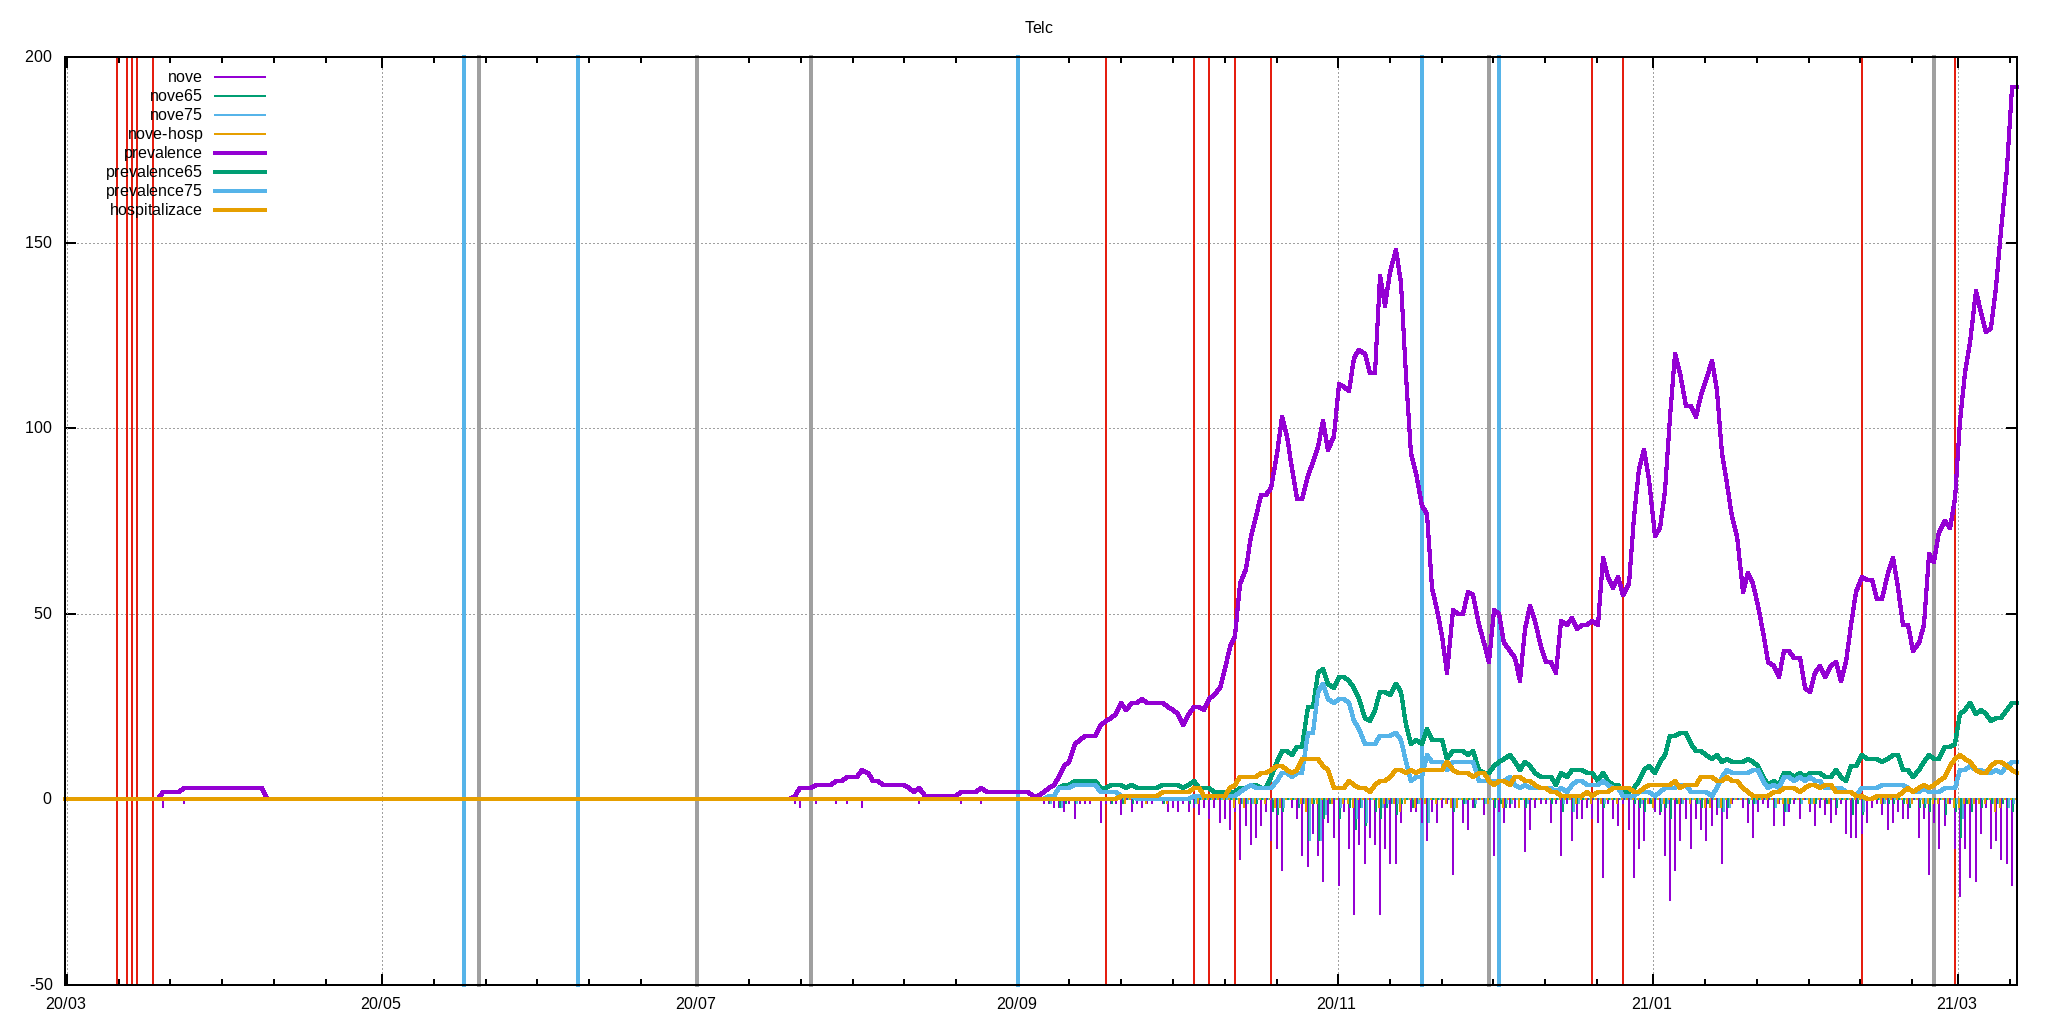 Telc
200
nove
nove65
nove75
nove-hosp
prevalence
prevalence65
prevalence75
hospitalizace
150
100
50
0
-50
20/03 20/05 20/07 20/09 20/11 21/01 21/03